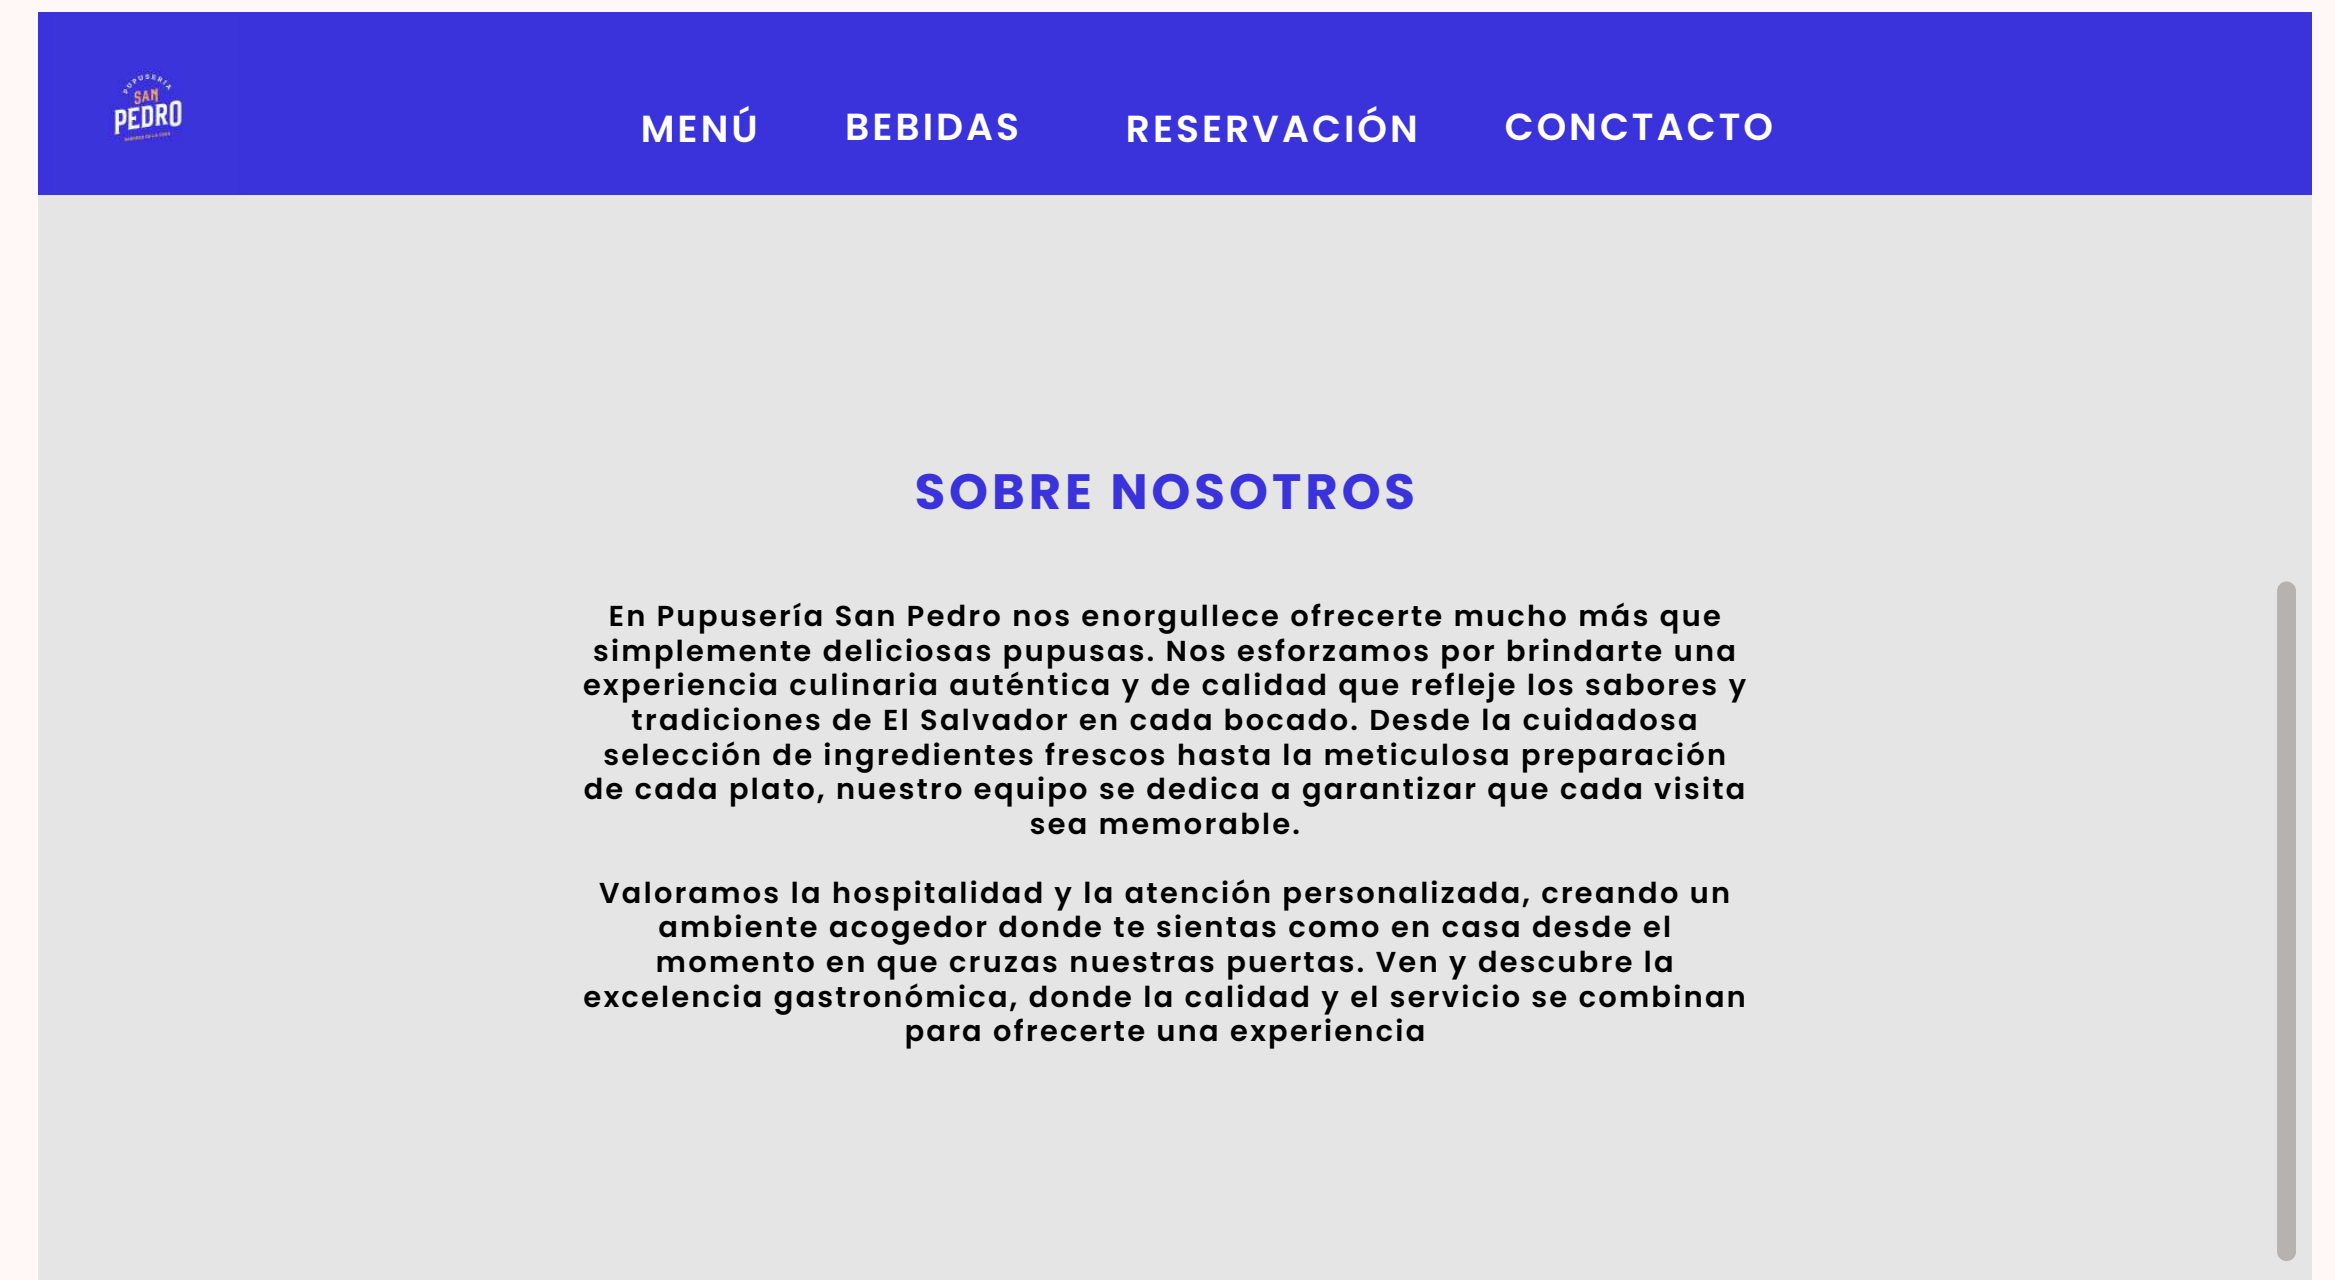 PUPUSERÍA
SAN
PEDRO
MENÚ
BEBIDAS
RESERVACIÓN
CONCTACTO
SOBRE NOSOTROS
En Pupusería San Pedro nos enorgullece ofrecerte mucho más que
simplemente deliciosas pupusas. Nos esforzamos por brindarte una
experiencia culinaria auténtica y de calidad que refleje los sabores y
tradiciones de El Salvador en cada bocado. Desde la cuidadosa
selección de ingredientes frescos hasta la meticulosa preparación
de cada plato, nuestro equipo se dedica a garantizar que cada visita
sea memorable.
Valoramos la hospitalidad y la atención personalizada, creando un
ambiente acogedor donde te sientas como en casa desde el
momento en que cruzas nuestras puertas. Ven y descubre la
excelencia gastronómica, donde la calidad y el servicio se combinan
para ofrecerte una experiencia